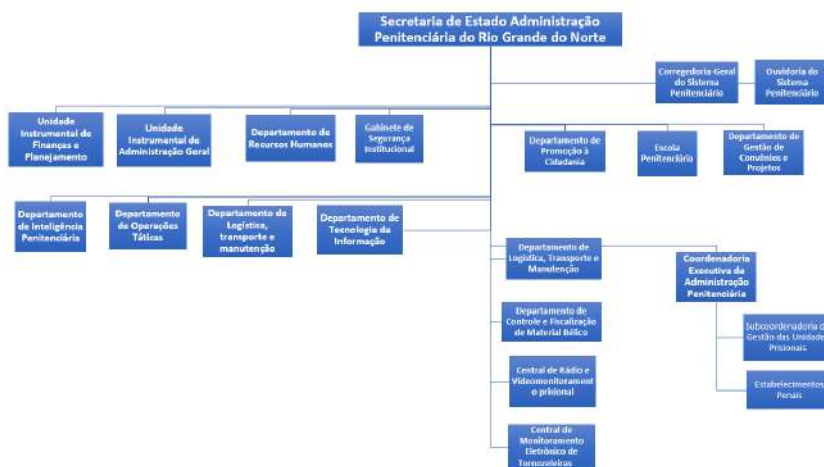 Secretaria de Estado Administração
Penitenciária do Rio Grande do Norte
Corregedoria-Geral
do Sistema
Penitenciário
Ouvidoria do
Sistema
Penitenciário
Unidade
Instrumental de
Finanças e
Planejamento
Unidade
Instrumental de
Administração Geral
Departamento de
Recursos Humanos
Gabinete de
Segurança
Institucional
Departamento de
Promoção à
Cidadania
Escola
Penitenciária
Departamento de
Gestão de
Convênios e
Projetos
Departamento
de Inteligência
Penitenciária
Departamento
de Operações
Táticas
Departamento de
Logística,
transporte e
manutenção
Departamento de
Tecnologia da
Informação
Departamento de
Logística, Transporte e
Manutenção
Coordenadoria
Executiva da
Administração
Penitenciária
Departamento de
Controle e Fiscalização
de Material Bélico
Subcoordenadoria d
Gestão das Unidade
Prisionais
Central de Rádio e
Videomonitorament
o prisional
Estabelecimentos
Penais
Central de
Monitoramento
Eletrônico de
Tornozeleiras